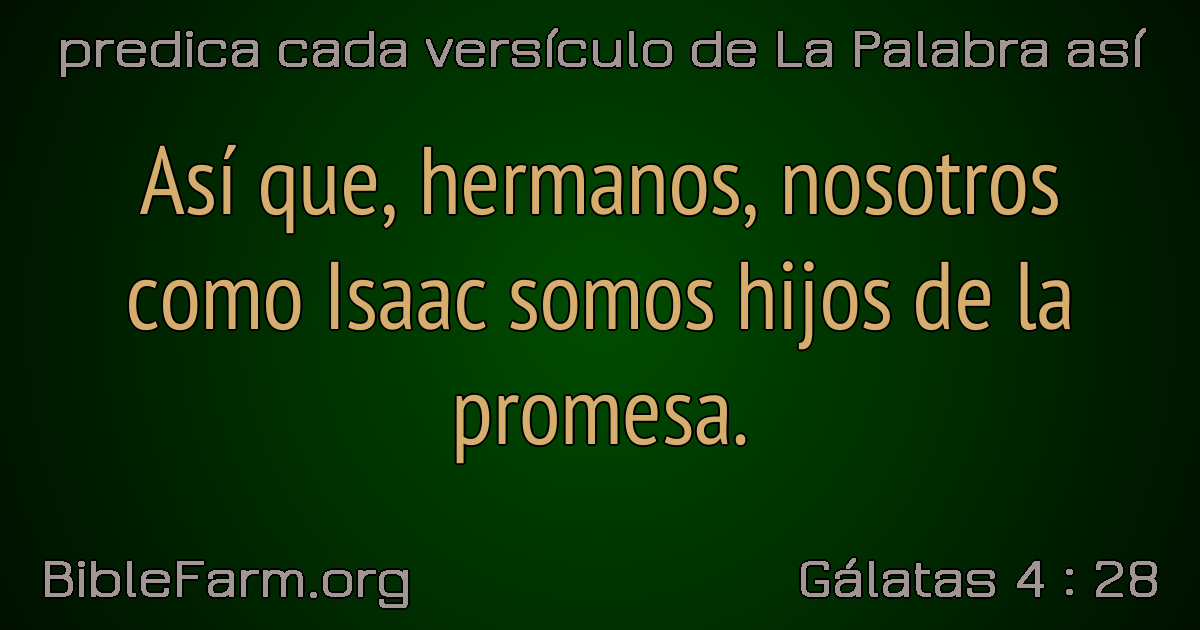 predica cada versículo de La Palabra así
Así que, hermanos, nosotros
como Isaac somos hijos de la
promesa.
BibleFarm.org
Gálatas 4 : 28